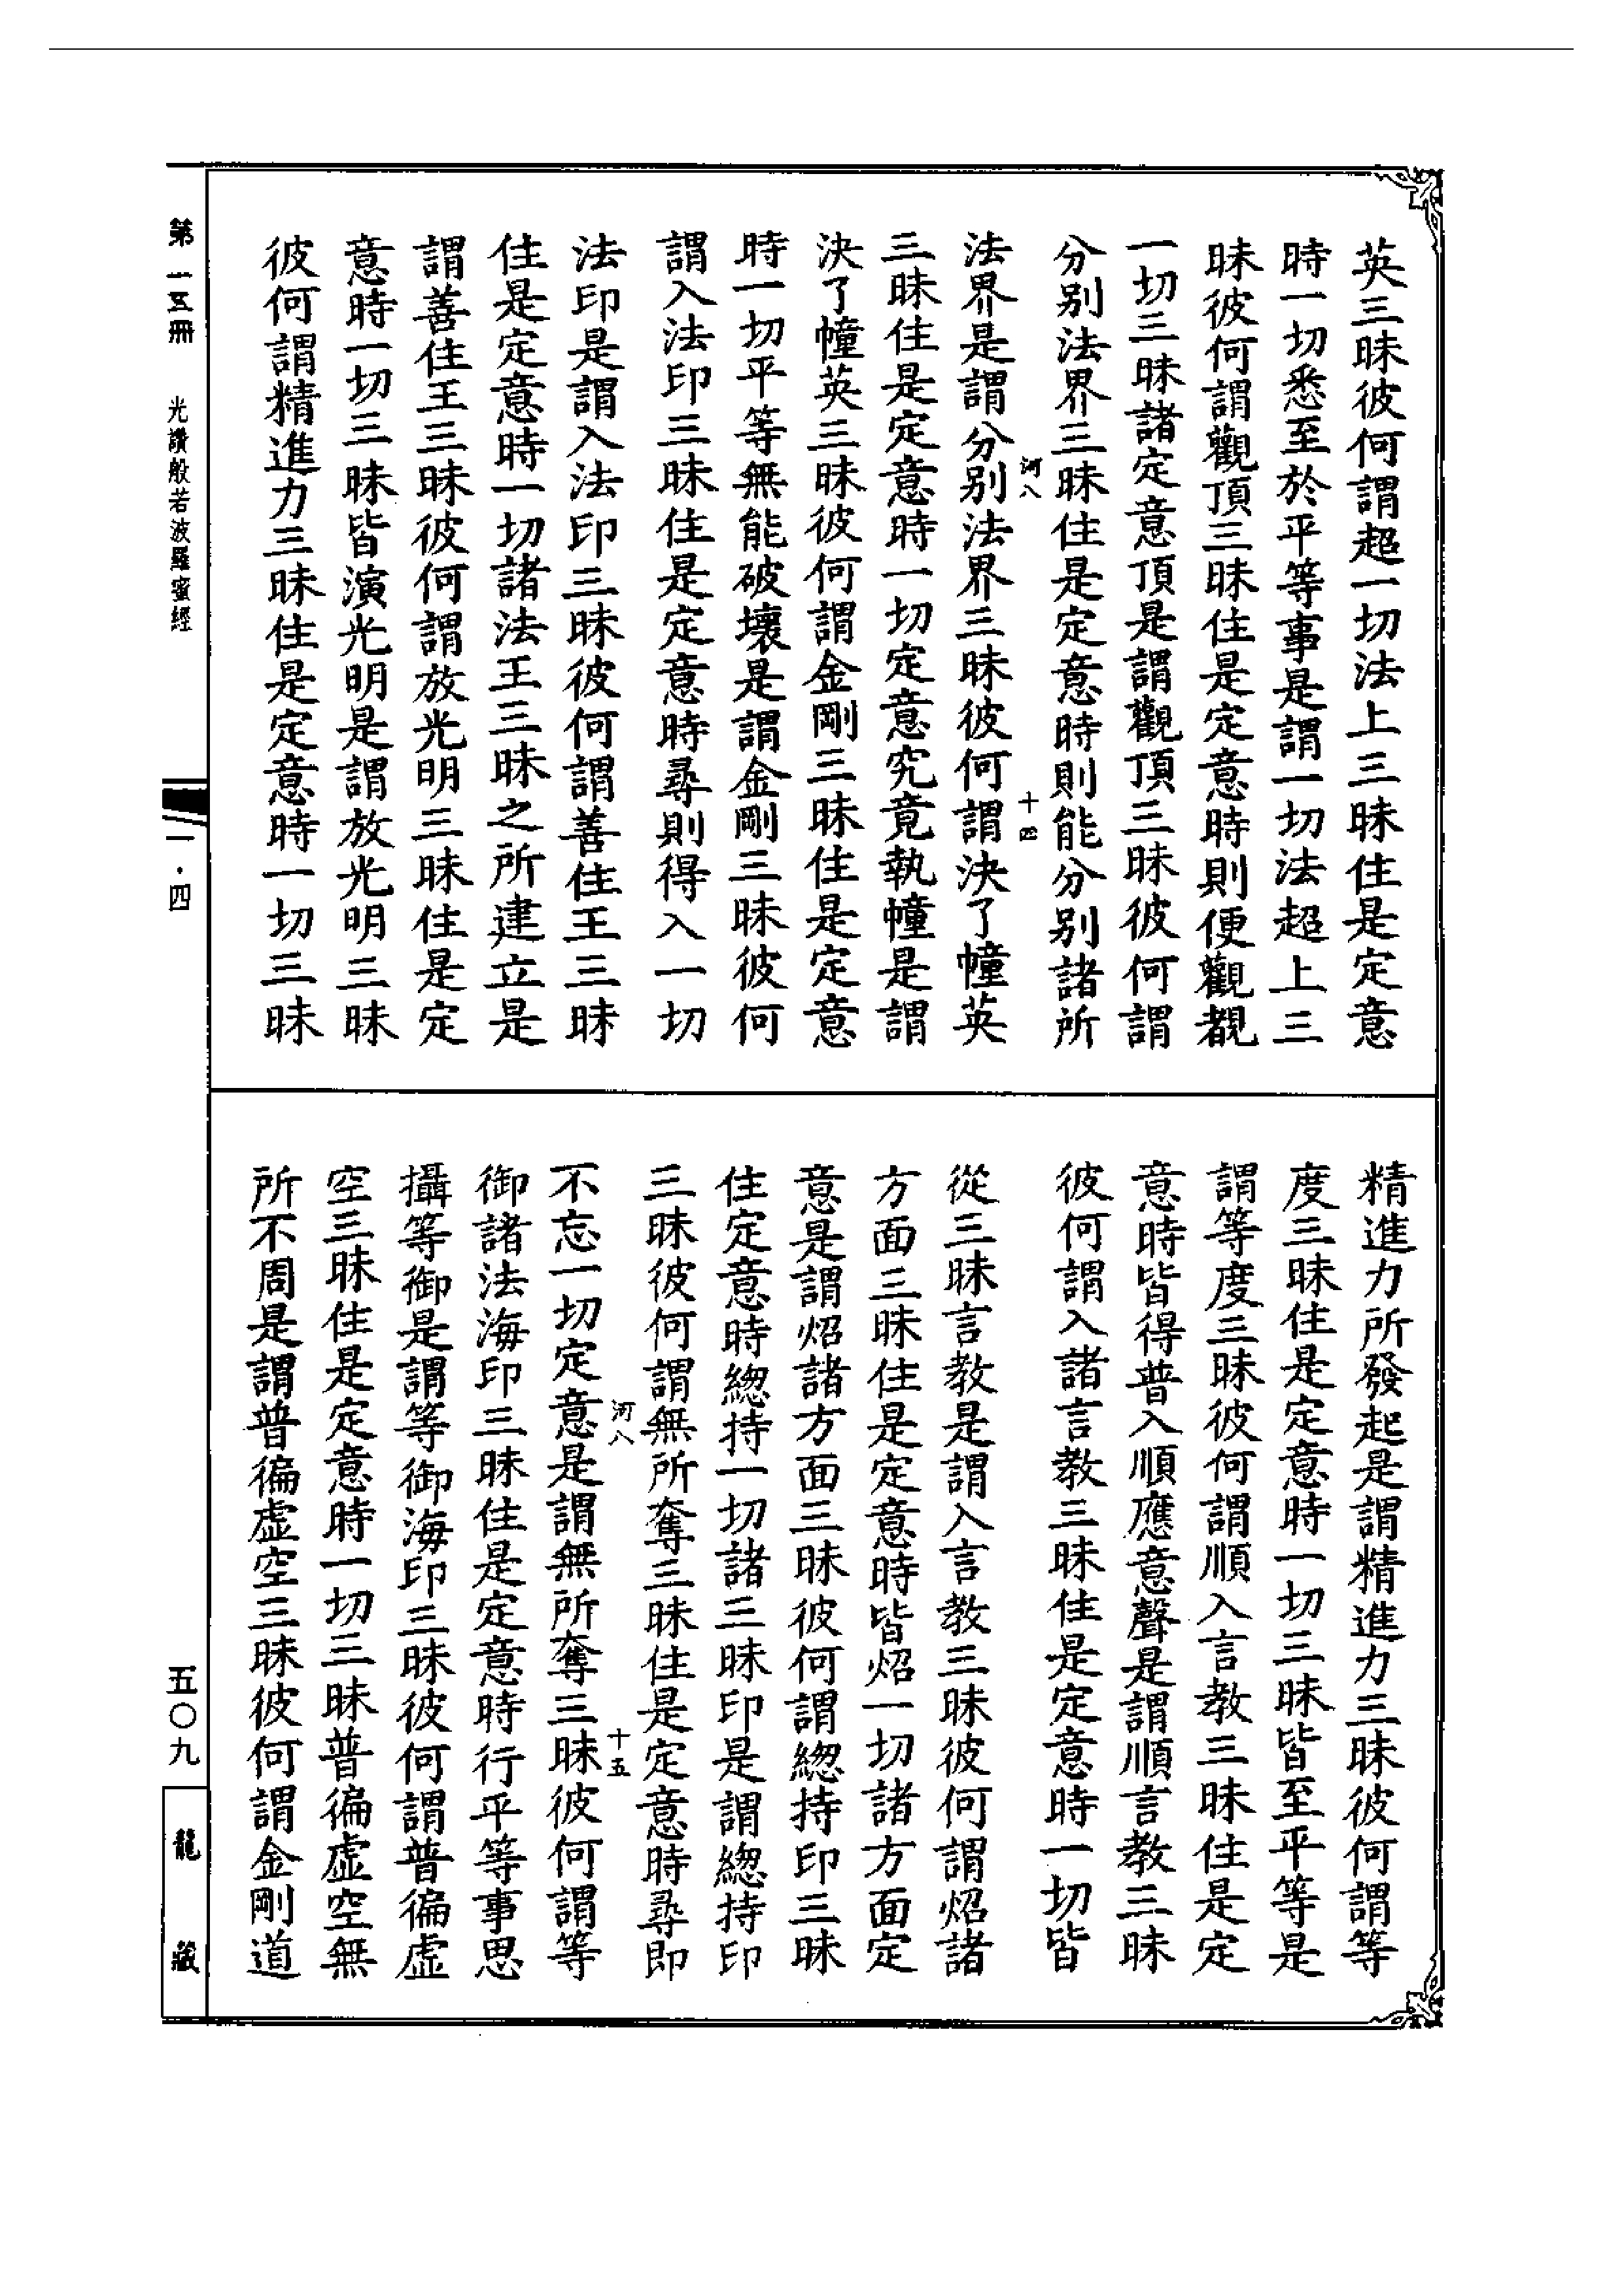 英三昧彼何謂超一切法上三昧住是定意
時一切悉至於平等事是謂一切法超上三
昧彼何謂觀頂三昧住是定意時則便觀覩
一切三昧諸定意頂是謂觀頂三昧彼何謂
分别法界三昧住是定意時則能分别諸所
河八 十四
法界是謂分别法界三昧彼何謂決了幢英
三昧住是定意時一切定意究竟執幢是謂
決了幢英三昧彼何謂金剛三昧住是定意
時一切平等無能破壞是謂金剛三昧彼何
謂入法印三昧住是定意時尋則得入一切
法印是謂入法印三昧彼何謂善住王三昧
住是定意時一切諸法王三昧之所建立是
謂善住王三昧彼何謂放光明三昧住是定
意時一切三昧皆演光明是謂放光明三昧
彼何謂精進力三昧住是定意時一切三昧
精進力所發起是謂精進力三昧彼何謂等
度三昧住是定意時一切三昧皆至平等是
謂等度三昧彼何謂順入言教三昧住是定
意時皆得普入順應意聲是謂順言教三昧
彼何謂入諸言教三昧住是定意時一切皆
從三昧言教是謂入言教三昧彼何謂炤諸
方面三昧住是定意時皆炤一切諸方面定
意是謂炤諸方面三昧彼何謂緫持印三昧
住定意時緫持一切諸三昧印是謂緫持印
三昧彼何謂無所奪三昧住是定意時尋即
河八 十五
不忘一切定意是謂無所奪三昧彼何謂等
御諸法海印三昧住是定意時行平等事思
攝等御是謂等御海印三昧彼何謂普徧虛
空三昧住是定意時一切三昧普徧虛空無
所不周是謂普徧虛空三昧彼何謂金剛道
第一五冊 光讚般若波羅蜜經 一·四 五〇九 龍藏